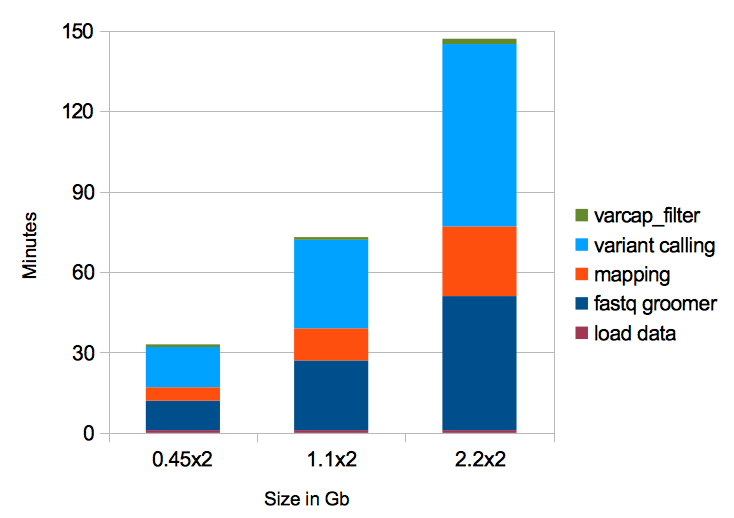 150
120
90
60
30
0
Minutes
0.45x2
1.1x2
2.2x2
Size in Gb
varcap_filter
variant calling
mapping
fastq groomer
load data